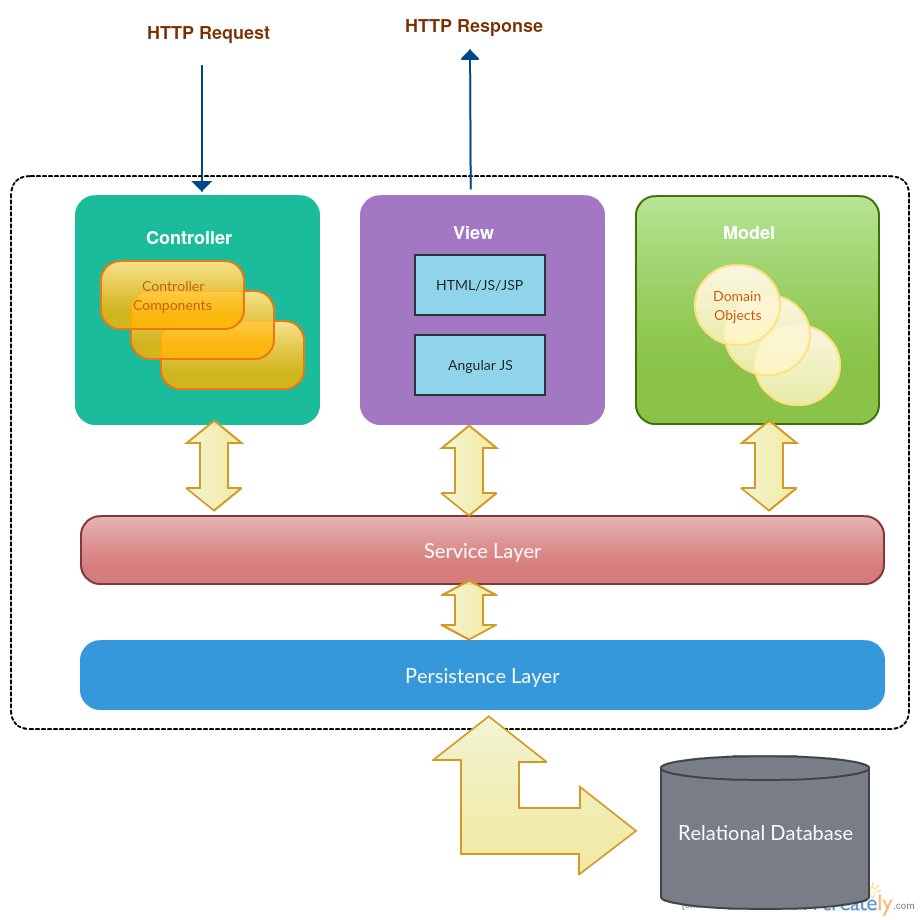 HTTP Request
HTTP Response
Controller
Controller
Components
View
HTML/JS/JSP
Angular JS
Model
Domain
Objects
Service Layer
Persistence Layer
Relational Database
creately.com